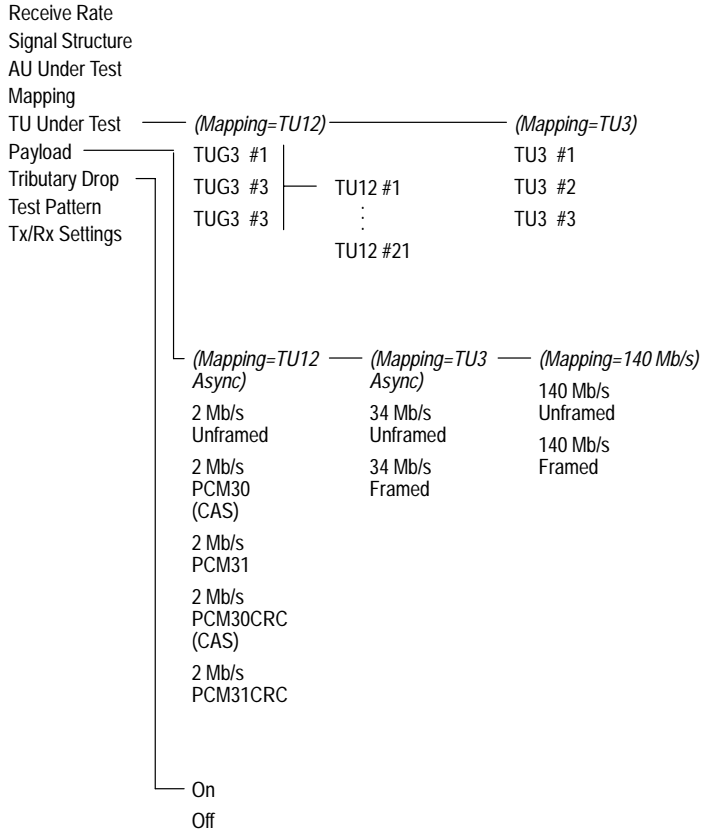 Receive Rate
Signal Structure
AU Under Test
Mapping
TU Under Test
Payload
Tributary Drop
Test Pattern
Tx/Rx Settings
(Mapping=TU12)
TUG3 #1
TUG3 #3
TUG3 #3
TU12 #1
TU12 #21
(Mapping=TU3)
TU3 #1
TU3 #2
TU3 #3
(Mapping=TU12
Async)
2 Mb/s
Unframed
2 Mb/s
PCM30
(CAS)
2 Mb/s
PCM31
2 Mb/s
PCM30CRC
(CAS)
2 Mb/s
PCM31CRC
(Mapping=TU3
Async)
34 Mb/s
Unframed
34 Mb/s
Framed
(Mapping=140 Mb/s)
140 Mb/s
Unframed
140 Mb/s
Framed
On
Off